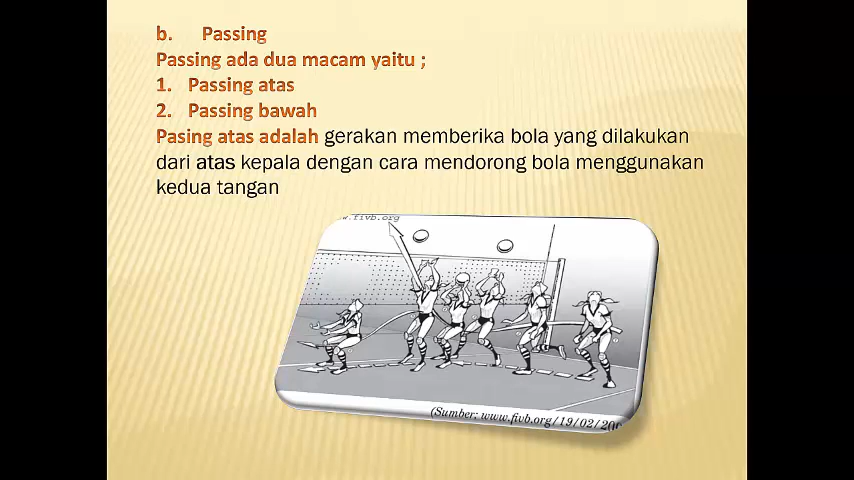 b. Passing
Passing ada dua macam yaitu ;
1. Passing atas
2. Passing bawah
Pasing atas adalah gerakan memberika bola yang dilakukan
dari atas kepala dengan cara mendorong bola menggunakan
kedua tangan
w.fivb.org
(Sumber: www.fivb.org/19/02/200